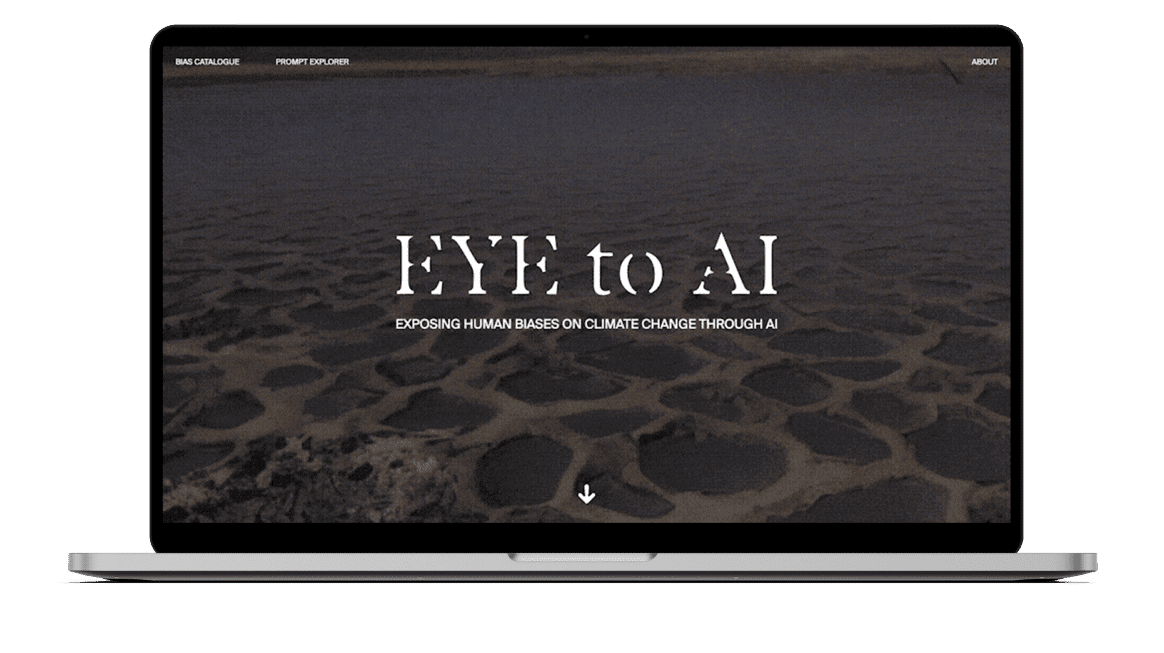 BIAS CATALOGUE PROMPT EXPLORER ABOUT
EYE to AI
EXPOSING HUMAN BIASES ON CLIMATE CHANGE THROUGH AI